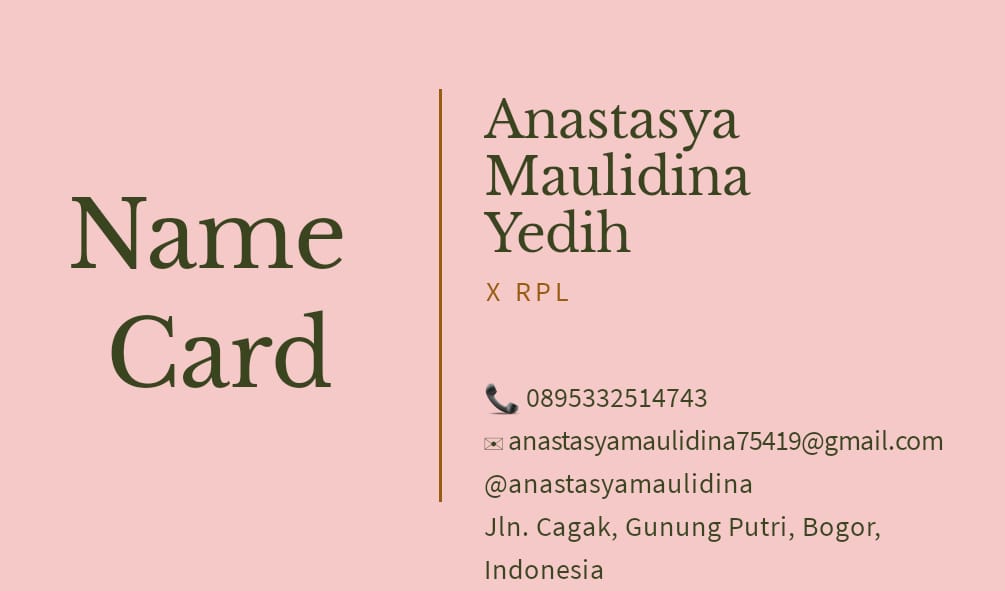 Name
Card
Anastasya
Maulidina
Yedih
X RPL
📞 0895332514743
✉ anastasyamaulidina75419@gmail.com
@anastasyamaulidina
Jln. Cagak, Gunung Putri, Bogor,
Indonesia